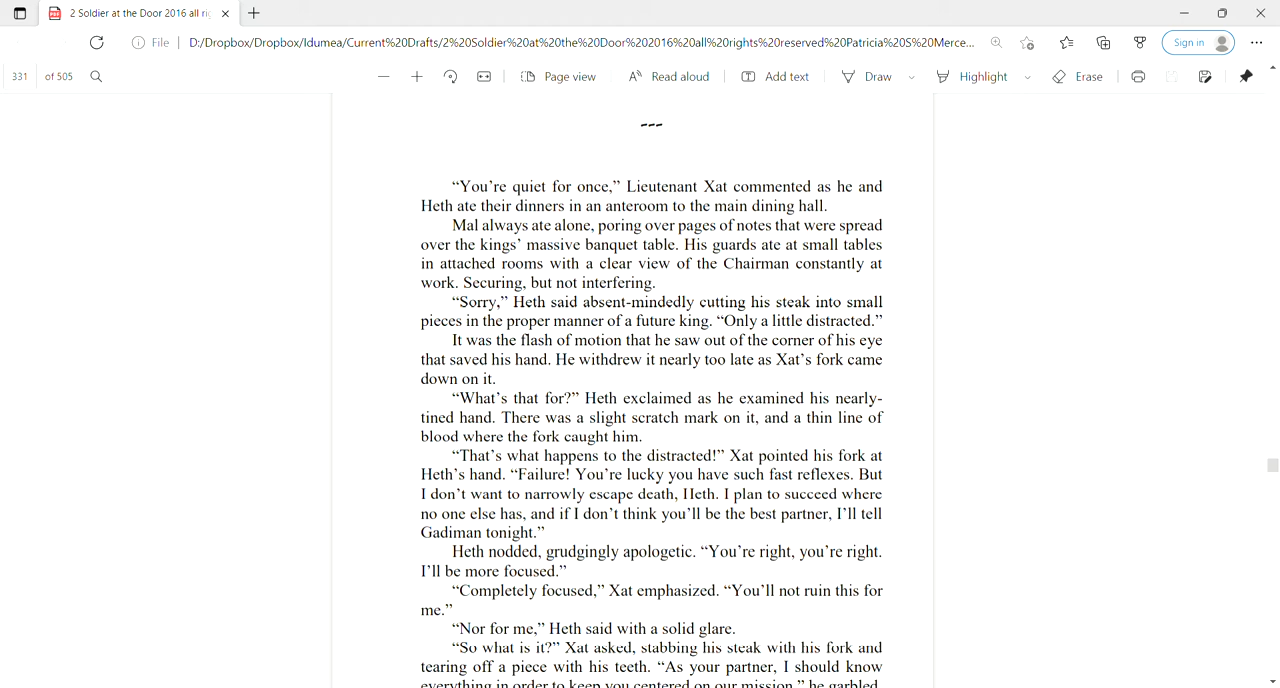 2 Soldier at the Door 2016 all ri
File
D:/Dropbox/Dropbox/Idumea/Current%20Drafts/2%20Soldier%20at%20the%20Door%202016%20all%20rights%20reserved%20Patricia%20S%20Merce...
Sign in
331 of 505
Page view
Read aloud
Add text
Draw
Highlight
Erase
~~~
“You’re quiet for once,” Lieutenant Xat commented as he and
Heth ate their dinners in an anteroom to the main dining hall.
Mal always ate alone, poring over pages of notes that were spread
over the kings’ massive banquet table. His guards ate at small tables
in attached rooms with a clear view of the Chairman constantly at
work. Securing, but not interfering.
“Sorry,” Heth said absent-mindedly cutting his steak into small
pieces in the proper manner of a future king. “Only a little distracted.”
It was the flash of motion that he saw out of the corner of his eye
that saved his hand. He withdrew it nearly too late as Xat’s fork came
down on it.
“What’s that for?” Heth exclaimed as he examined his nearly-
tined hand. There was a slight scratch mark on it, and a thin line of
blood where the fork caught him.
“That’s what happens to the distracted!” Xat pointed his fork at
Heth’s hand. “Failure! You’re lucky you have such fast reflexes. But
I don’t want to narrowly escape death, Heth. I plan to succeed where
no one else has, and if I don’t think you’ll be the best partner, I’ll tell
Gadiman tonight.”
Heth nodded, grudgingly apologetic. “You’re right, you’re right.
I’ll be more focused.”
“Completely focused,” Xat emphasized. “You’ll not ruin this for
me.”
“Nor for me,” Heth said with a solid glare.
“So what is it?” Xat asked, stabbing his steak with his fork and
tearing off a piece with his teeth. “As your partner, I should know
everything in order to keep you centered on our mission,” he garbled